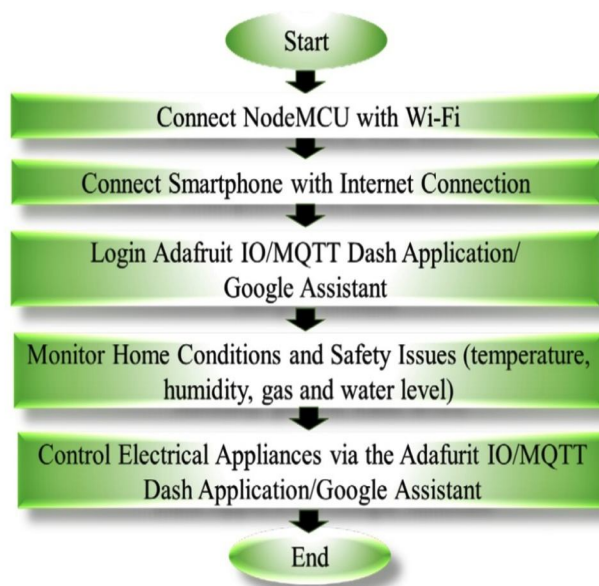 Start
Connect NodeMCU with Wi-Fi
Connect Smartphone with Internet Connection
Login Adafruit IO/MQTT Dash Application/
Google Assistant
Monitor Home Conditions and Safety Issues (temperature,
humidity, gas and water level)
Control Electrical Appliances via the Adafurit IO/MQTT
Dash Application/Google Assistant
End